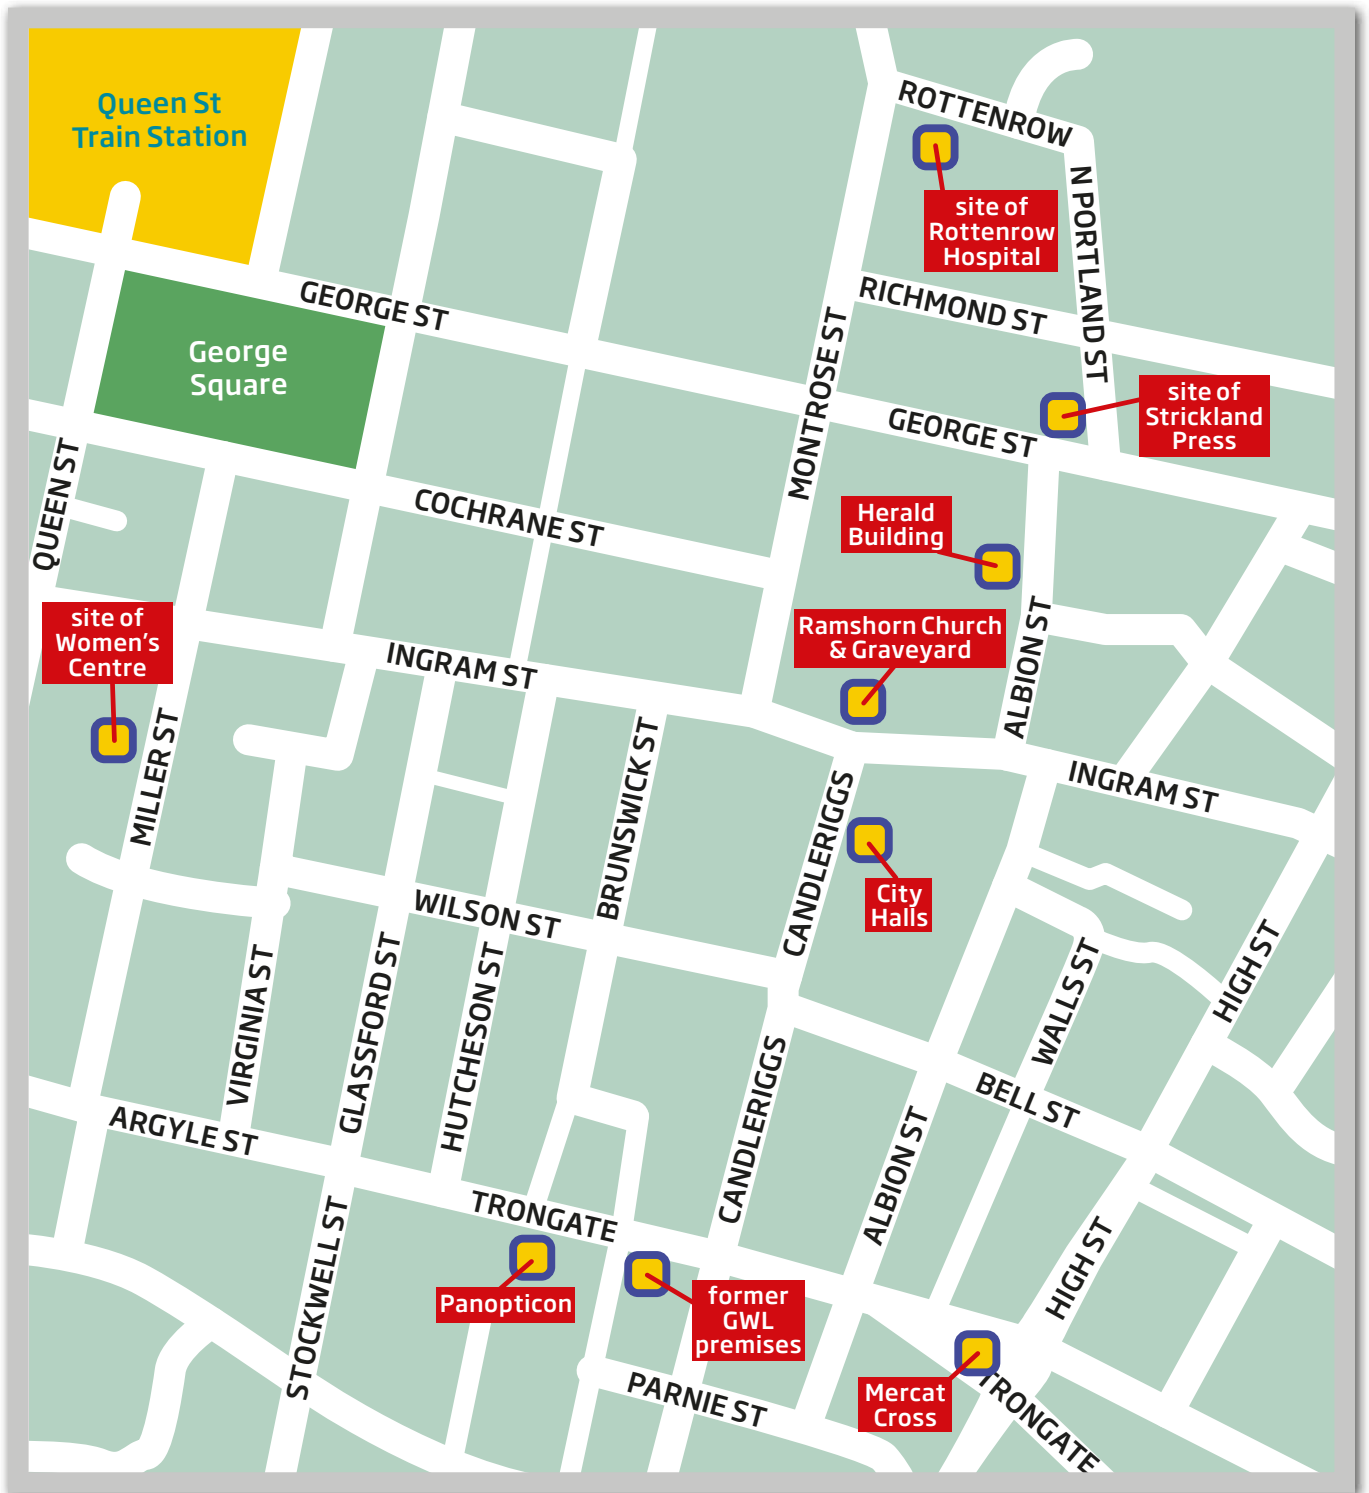 Queen St
Train Station
ROTTENROW
site of
Rottenrow
Hospital
N PORTLAND ST
GEORGE ST
RICHMOND ST
George
Square
MONTROSE ST
site of
Strickland
Press
GEORGE ST
QUEEN ST
COCHRANE ST
Herald
Building
site of
Women's
Centre
Ramshorn Church
& Graveyard
ALBION ST
INGRAM ST
MILLER ST
BRUNSWICK ST
INGRAM ST
CANDLERIGGS
City
Halls
WILSON ST
VIRGINIA ST
GLASSFORD ST
HUTCHESON ST
WALLS ST
HIGH ST
ARGYLE ST
CANDLERIGGS
BELL ST
ALBION ST
TRONGATE
STOCKWELL ST
HIGH ST
Panopticon
former
GWL
premises
PARNIE ST
Mercat
Cross
TRONGATE